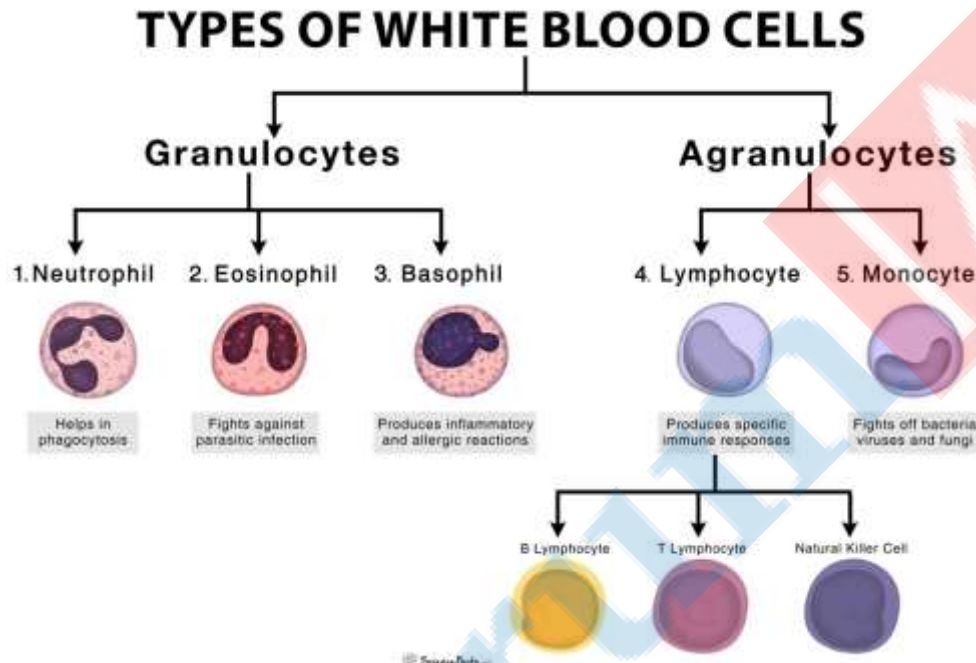 TYPES OF WHITE BLOOD CELLS
Granulocytes
Agranulocytes
1. Neutrophil
2. Eosinophil
3. Basophil
4. Lymphocyte
5. Monocyte
Helps in
phagocytosis
Fights against
parasitic infection
Produces inflammatory
and allergic reactions
Produces specific
immune responses
Fights off bacteria
viruses and fungi
B Lymphocyte
T Lymphocyte
Natural Killer Cell